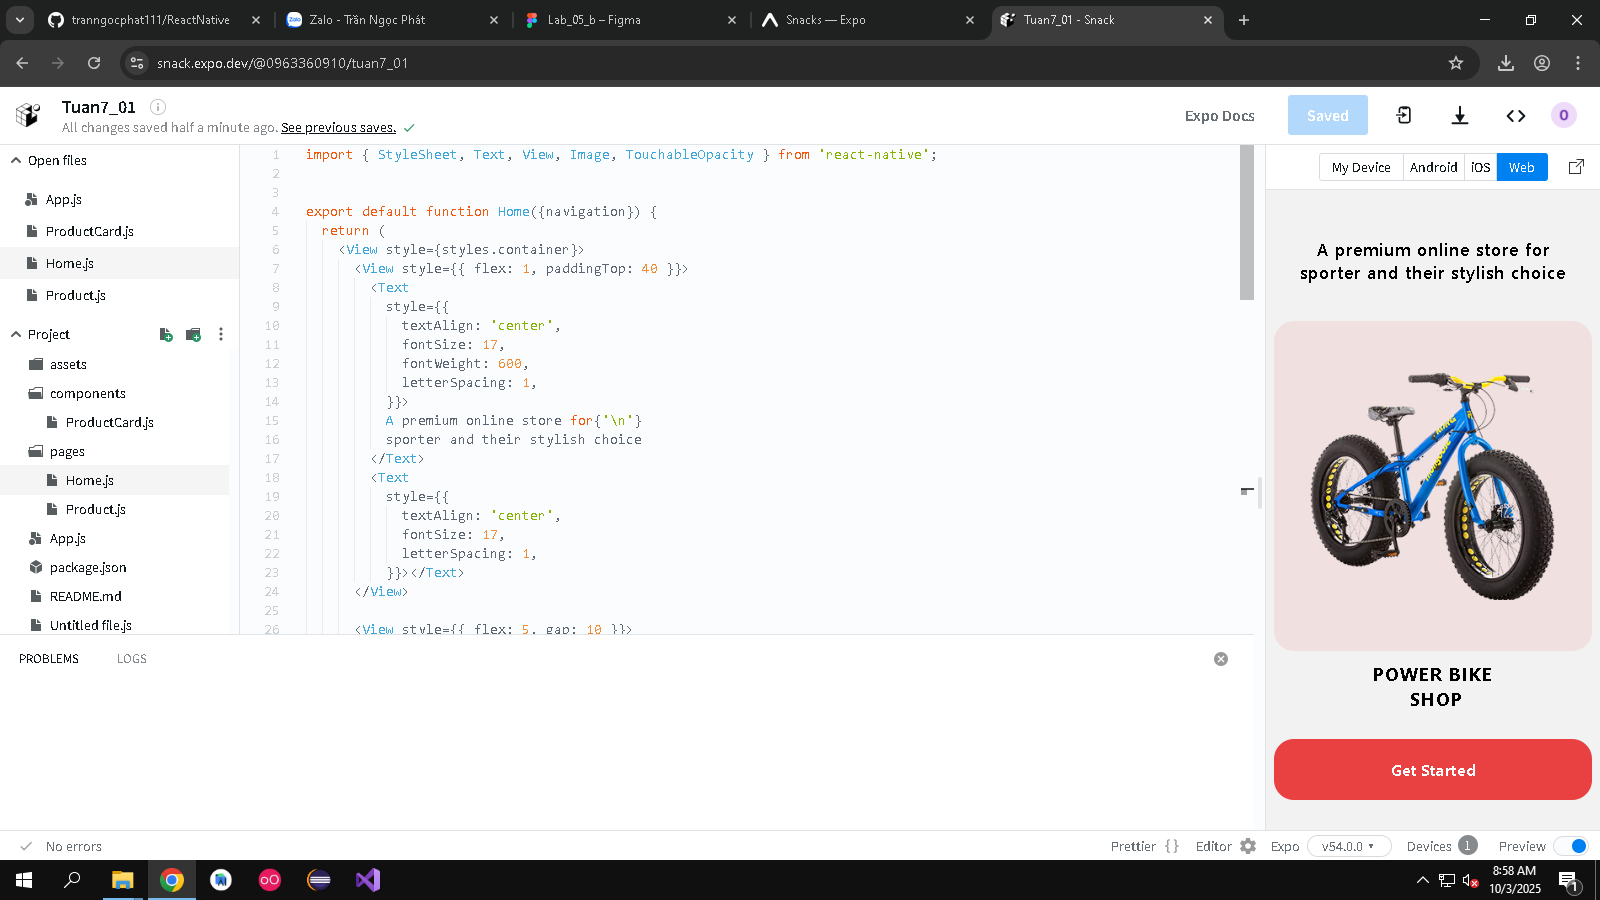 tranngocphat111/ReactNative
Zalo - Trần Ngọc Phát
Lab_05_b – Figma
Snacks — Expo
Tuan7_01 - Snack
snack.expo.dev/@0963360910/tuan7_01
Tuan7_01
All changes saved half a minute ago. See previous saves.
Expo Docs
Saved
O
Open files
App.js
ProductCard.js
Home.js
Product.js
Project
assets
components
ProductCard.js
pages
Home.js
Product.js
App.js
package.json
README.md
Untitled file.js
1 import { StyleSheet, Text, View, Image, TouchableOpacity } from 'react-native';
2
3
4 export default function Home({navigation}) {
5 return (
6 <View style={styles.container}>
7 <View style={{ flex: 1, paddingTop: 40 }}>
8 <Text
9 style={{
10 textAlign: 'center',
11 fontSize: 17,
12 fontWeight: 600,
13 letterSpacing: 1,
14 }}>
15 A premium online store for{'\n'}
16 sporter and their stylish choice
17 </Text>
18 <Text
19 style={{
20 textAlign: 'center',
21 fontSize: 17,
22 letterSpacing: 1,
23 }}></Text>
24 </View>
25
26 <View style={{ flex: 5, gap: 10 }}>
My Device
Android
iOS
Web
A premium online store for
sporter and their stylish choice
POWER BIKE
SHOP
Get Started
PROBLEMS
LOGS
No errors
Prettier { }
Editor
Expo
v54.0.0
Devices 1
Preview
8:58 AM
10/3/2025
1